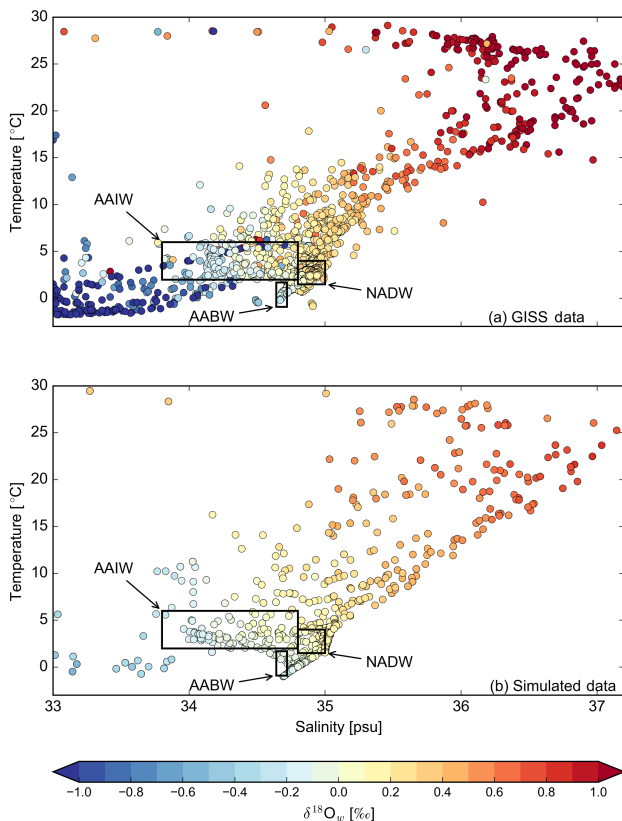 30
25
20
15
10
5
0
Temperature [°C]
AAIW
AABW
NADW
(a) GISS data
30
25
20
15
10
5
0
Temperature [°C]
AAIW
AABW
NADW
(b) Simulated data
33 34 35 36 37
Salinity [psu]
−1.0 −0.8 −0.6 −0.4 −0.2 0.0 0.2 0.4 0.6 0.8 1.0
δ¹⁸Ow [‰]